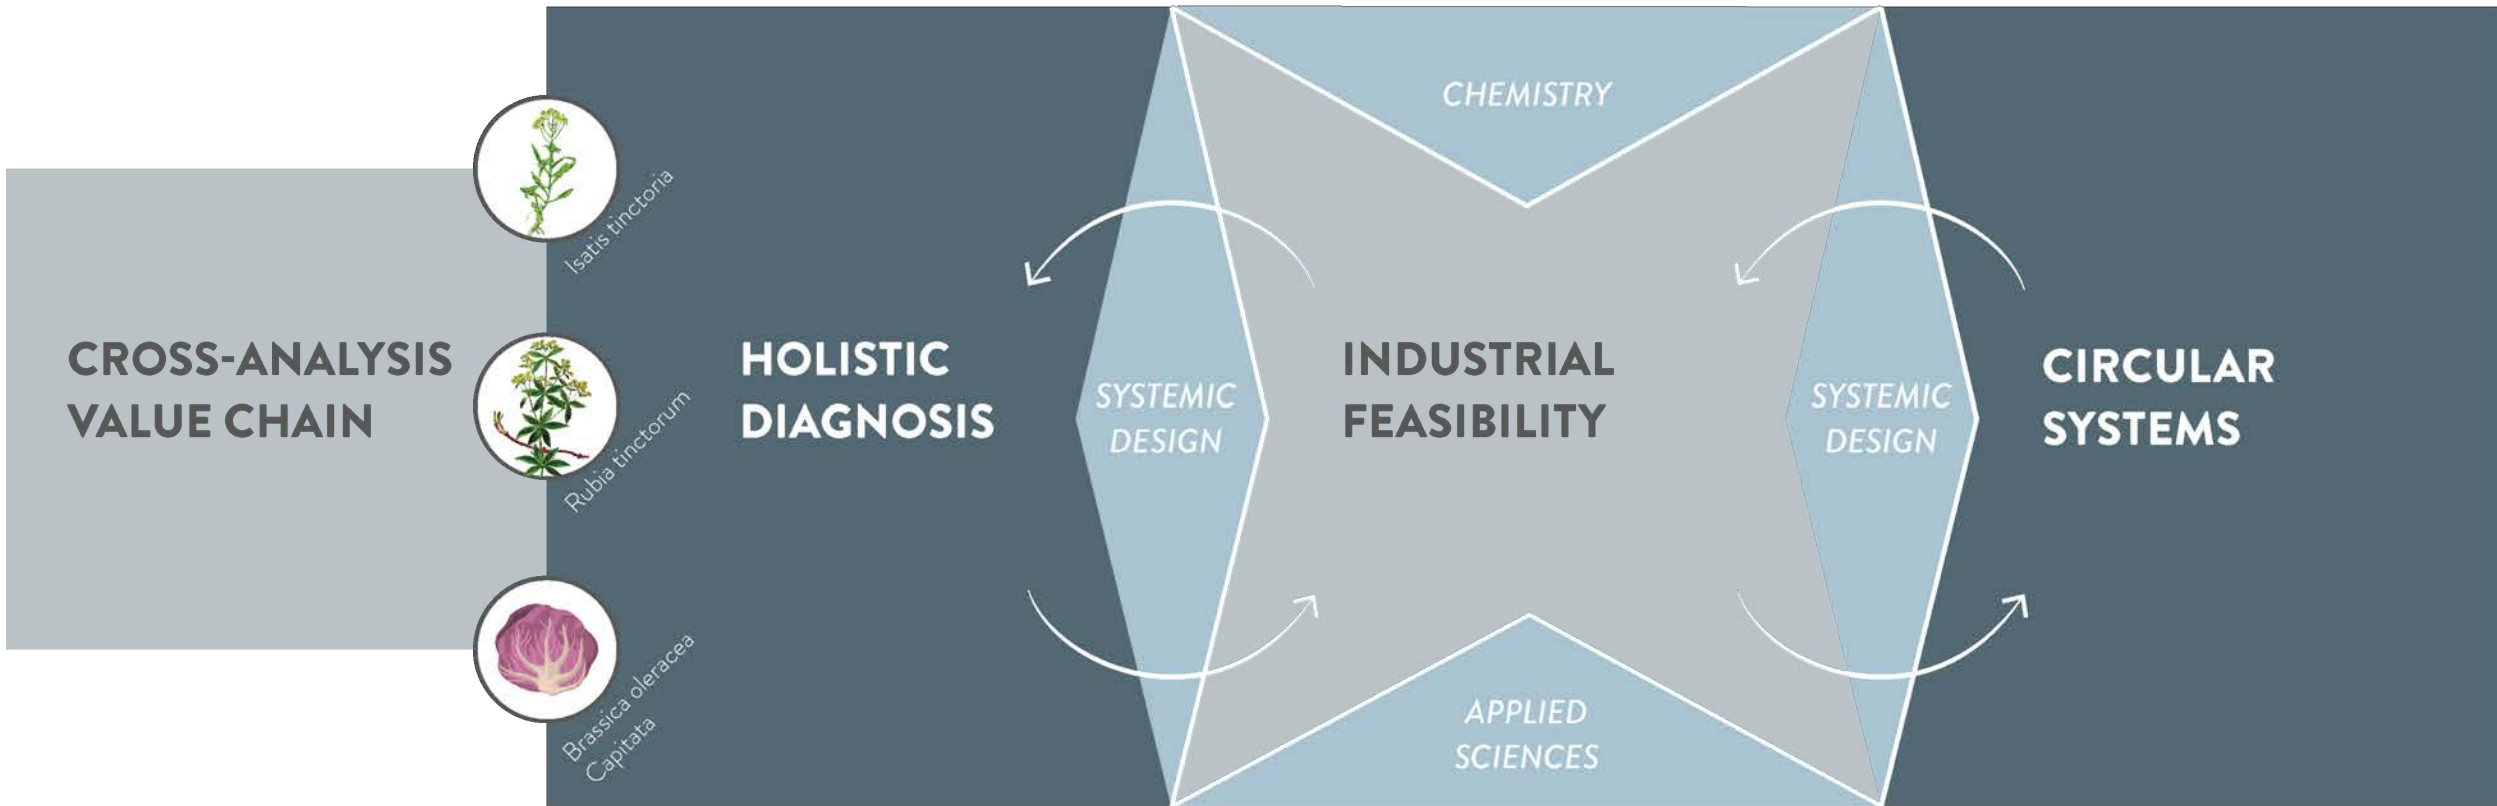 CROSS-ANALYSIS
VALUE CHAIN
Isatis tinctoria
Rubia tinctorum
Brassica oleracea
Capitata
HOLISTIC
DIAGNOSIS
SYSTEMIC
DESIGN
CHEMISTRY
INDUSTRIAL
FEASIBILITY
APPLIED
SCIENCES
SYSTEMIC
DESIGN
CIRCULAR
SYSTEMS